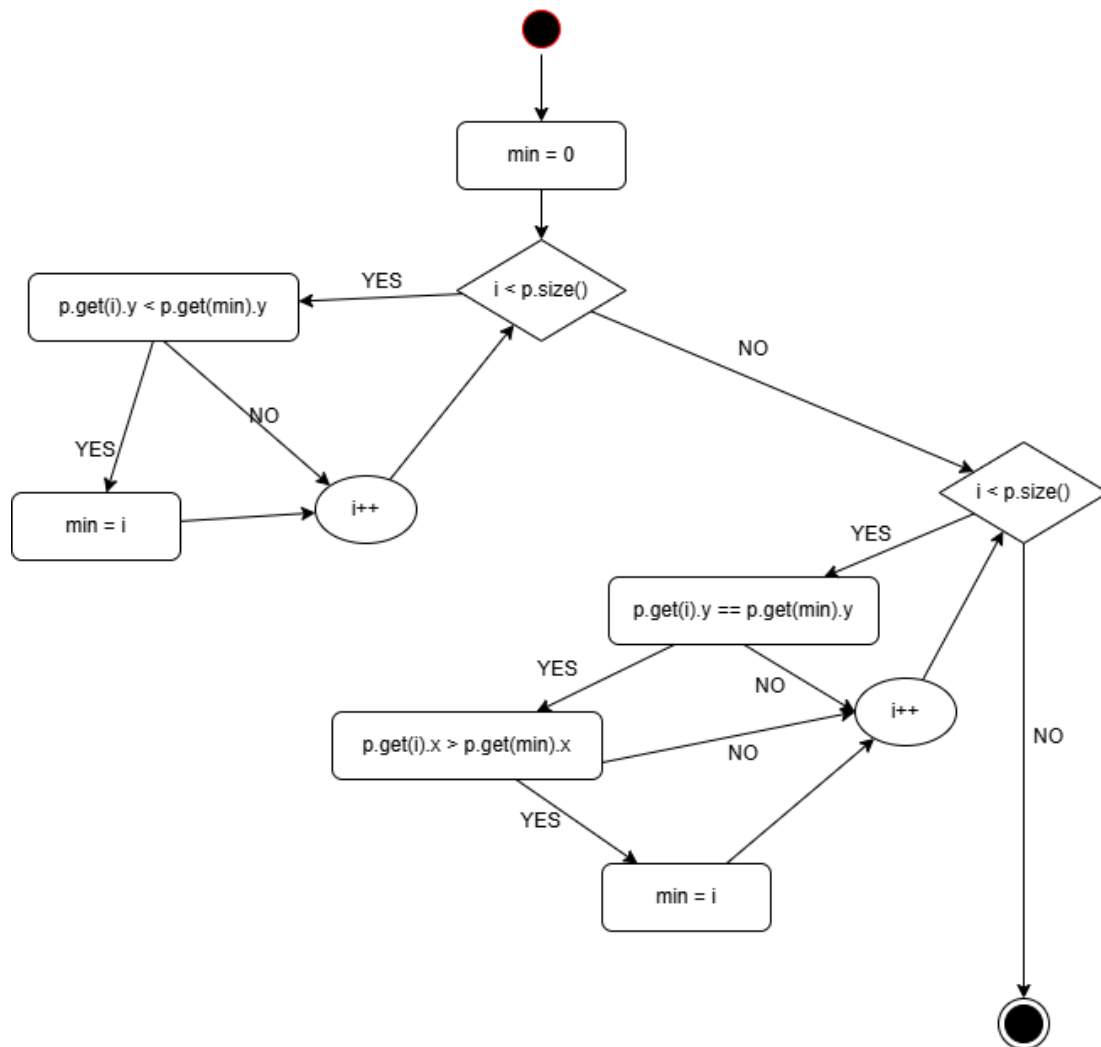 min = 0
i < p.size()
YES
p.get(i).y < p.get(min).y
NO
YES
NO
min = i
i++
i < p.size()
YES
p.get(i).y == p.get(min).y
YES
NO
i++
p.get(i).x > p.get(min).x
NO
NO
YES
min = i